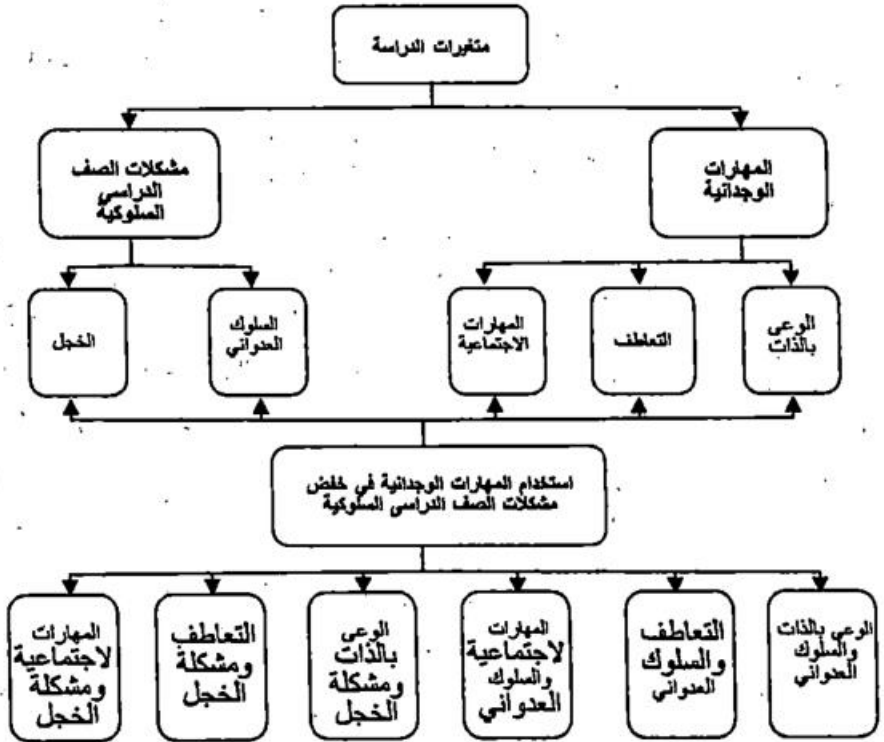 متغيرات الدراسة
المهارات
الوجدانية
مشكلات الصف
الدراسي
السلوكية
الوعى
بالذات
التعاطف
المهارات
الاجتماعية
السلوك
العدواني
الخجل
استخدام المهارات الوجدانية في خفض
مشكلات الصف الدراسي السلوكية
الوعى بالذات
والسلوك
العدواني
التعاطف
والسلوك
العدواني
المهارات
لاجتماعية
والسلوك
العدواني
الوعى
بالذات
ومشكلة
الخجل
التعاطف
ومشكلة
الخجل
المهارات
لاجتماعية
ومشكلة
الخجل